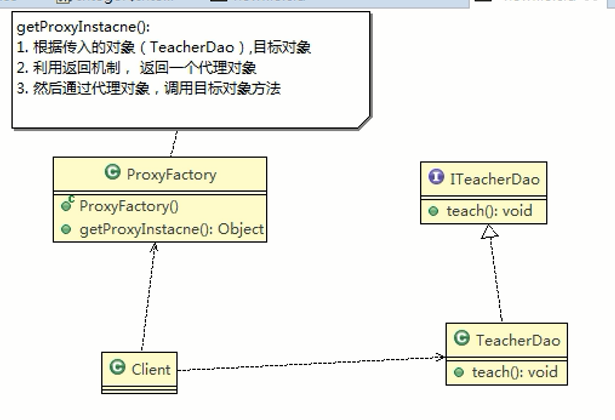 getProxyInstacne():
1. 根据传入的对象（TeacherDao）,目标对象
2. 利用返回机制， 返回一个代理对象
3. 然后通过代理对象，调用目标对象方法
ProxyFactory
ProxyFactory()
getProxyInstacne(): Object
ITeacherDao
teach(): void
TeacherDao
teach(): void
Client